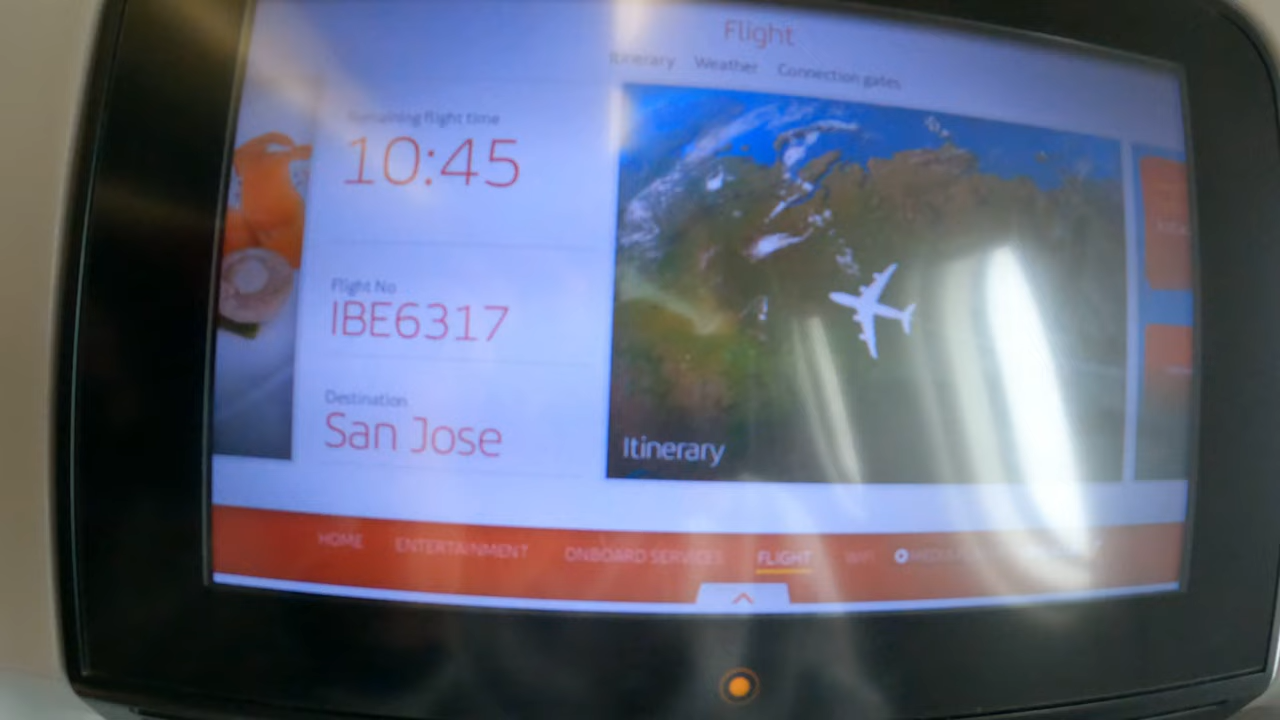 Flight
Itinerary Weather Connection gates
Remaining flight time
10:45
Flight No
IBE6317
Destination
San Jose
Itinerary
HOME ENTERTAINMENT ONBOARD SERVICES FLIGHT WIFI